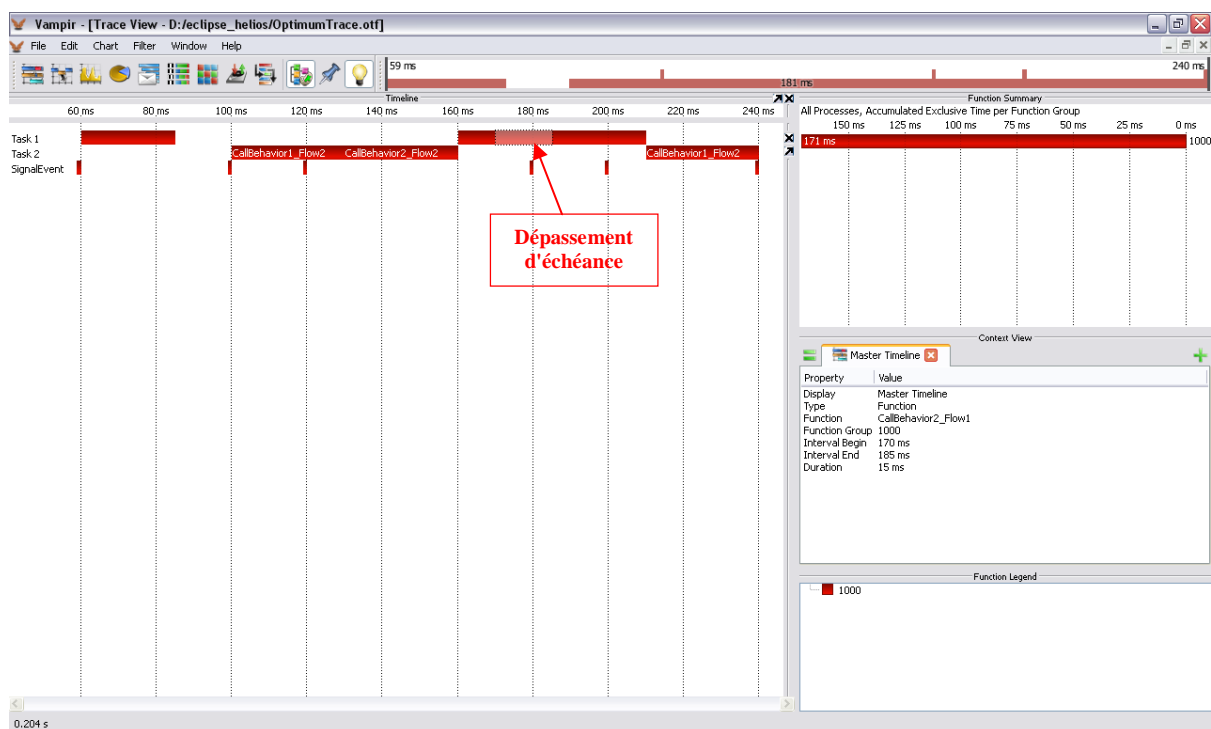 Vampir - [Trace View - D:/eclipse_helios/OptimumTrace.otf]
File Edit Chart Filter Window Help
59 ms 240 ms
181 ms
Timeline
60 ms 80 ms 100 ms 120 ms 140 ms 160 ms 180 ms 200 ms 220 ms 240 ms
Task 1
Task 2 CallBehavior1_Flow2 CallBehavior2_Flow2 CallBehavior1_Flow2
SignalEvent
Dépassement
d'échéance
Function Summary
All Processes, Accumulated Exclusive Time per Function Group
150 ms 125 ms 100 ms 75 ms 50 ms 25 ms 0 ms
171 ms 1000
Context View
Master Timeline
Property Value
Display Master Timeline
Type Function
Function CallBehavior2_Flow1
Function Group 1000
Interval Begin 170 ms
Interval End 185 ms
Duration 15 ms
Function Legend
1000
0.204 s